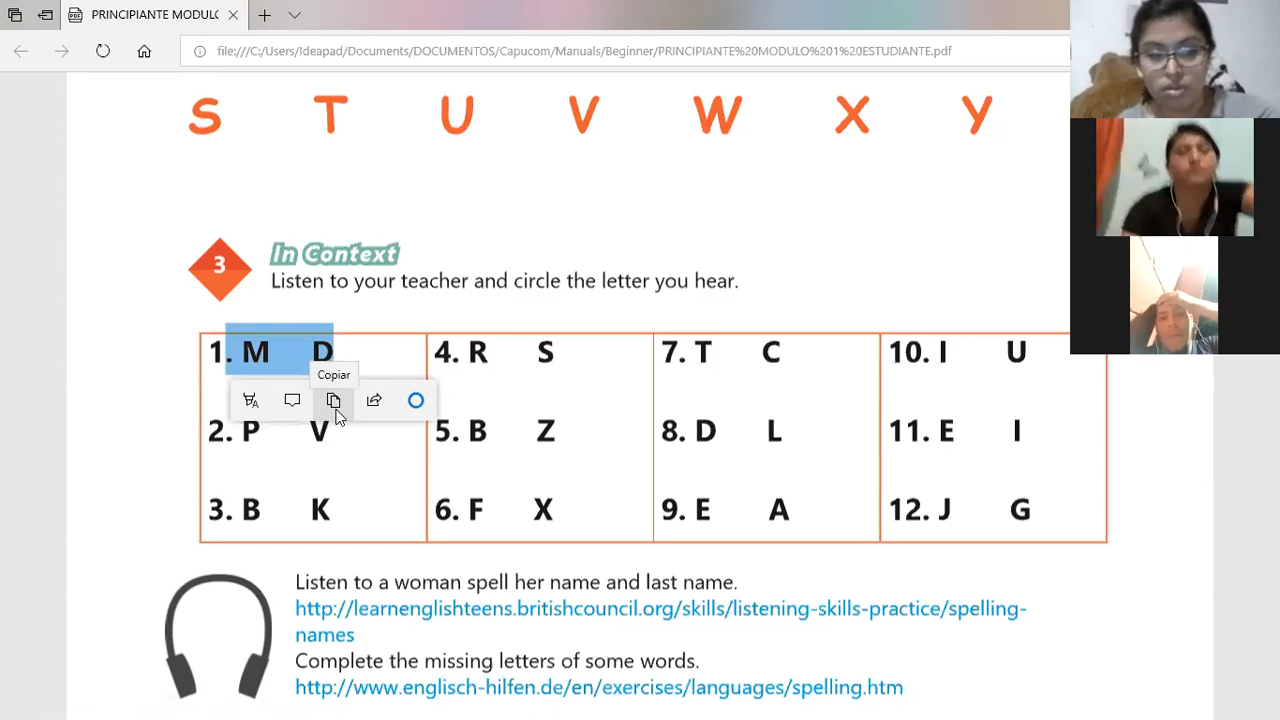 PRINCIPIANTE MODULO
file:///C:/Users/Ideapad/Documents/DOCUMENTOS/Capucom/Manuals/Beginner/PRINCIPIANTE%20MODULO%201%20ESTUDIANTE.pdf
S T U V W X Y
3 In Context
Listen to your teacher and circle the letter you hear.
1. M D 4. R S 7. T C 10. I U
Copiar
2. P V 5. B Z 8. D L 11. E I
3. B K 6. F X 9. E A 12. J G
Listen to a woman spell her name and last name.
http://learnenglishteens.britishcouncil.org/skills/listening-skills-practice/spelling-
names
Complete the missing letters of some words.
http://www.englisch-hilfen.de/en/exercises/languages/spelling.htm